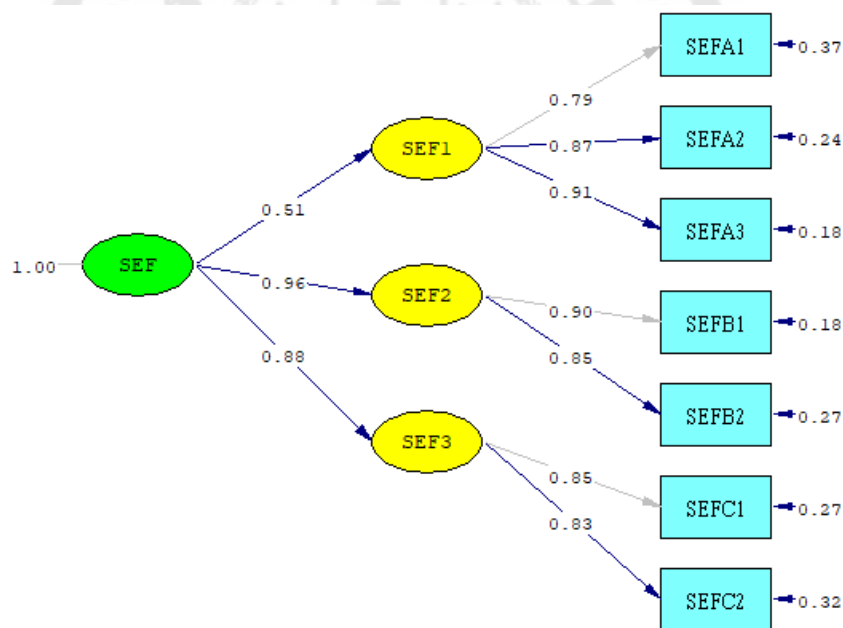 SEFA1
0.37
0.79
SEFA2
0.24
SEF1
0.87
0.91
0.51
SEFA3
0.18
1.00
SEF
0.96
SEF2
0.90
SEFB1
0.18
0.88
0.85
SEFB2
0.27
SEF3
0.85
SEFC1
0.27
0.83
SEFC2
0.32